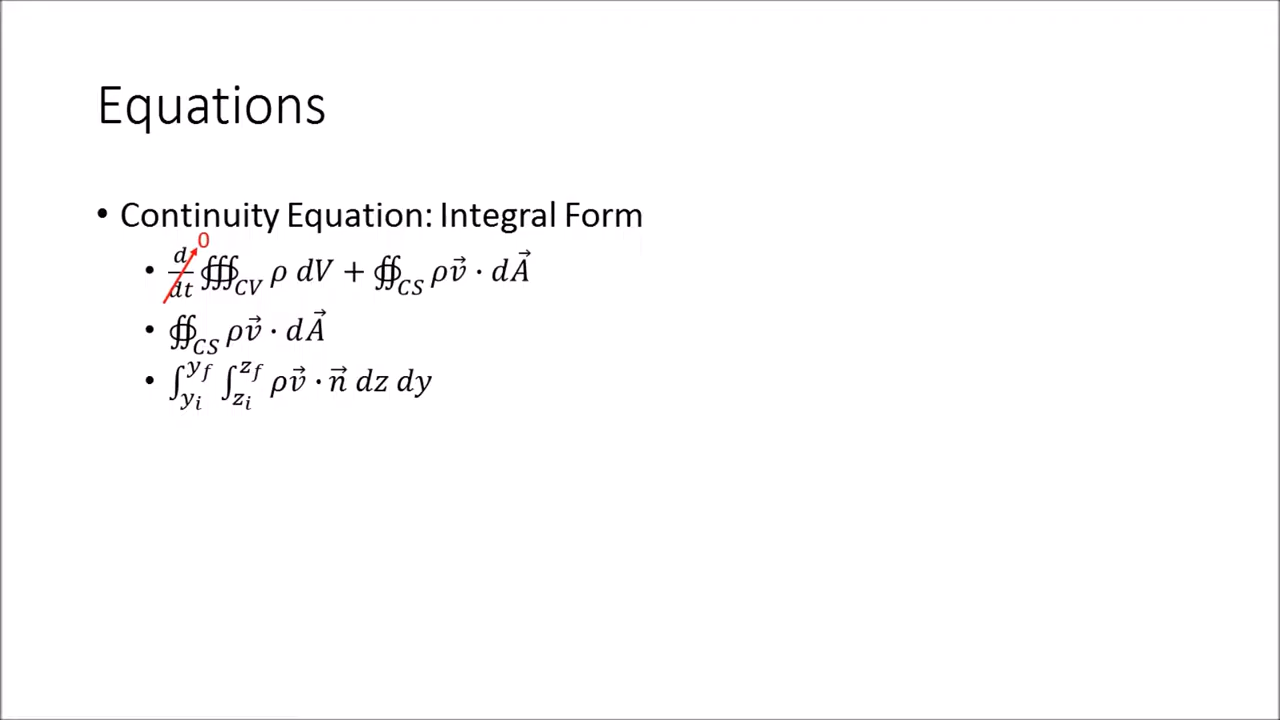 Equations
• Continuity Equation: Integral Form
0
• d/dt ∰_CV ρ dV + ∯_CS ρv⃗ · dA⃗
• ∯_CS ρv⃗ · dA⃗
• ∫_{y_i}^{y_f} ∫_{z_i}^{z_f} ρv⃗ · n⃗ dz dy